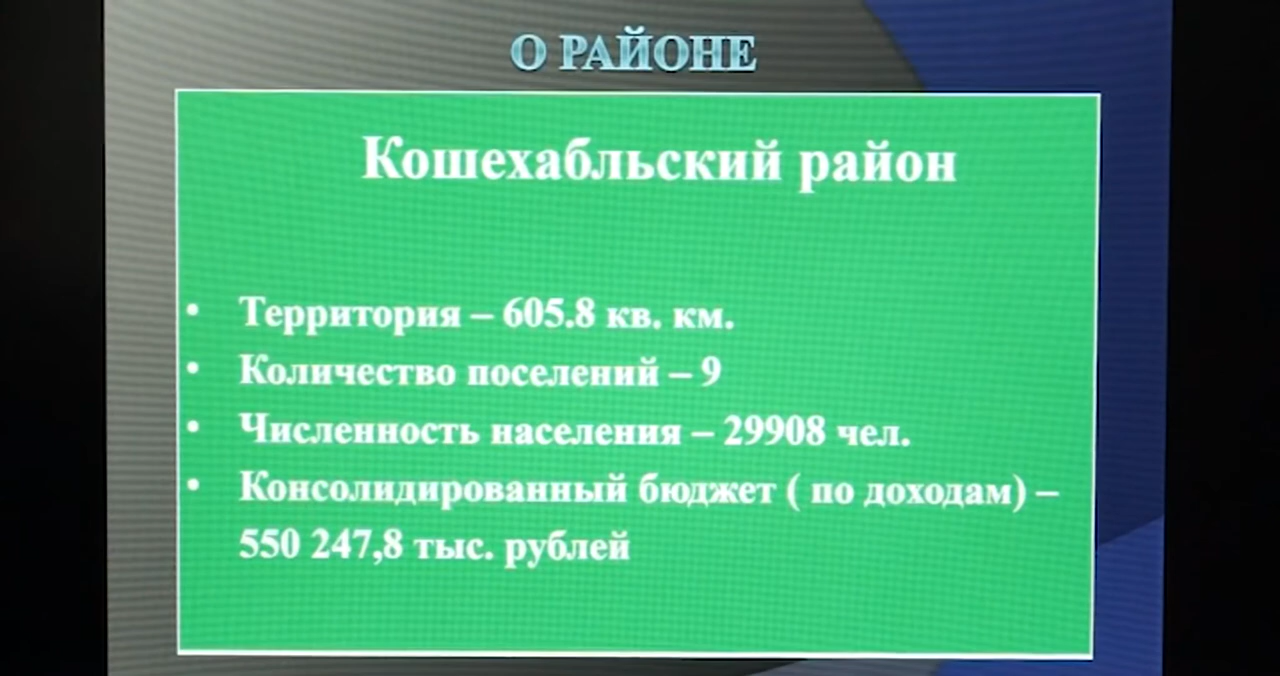 О РАЙОНЕ
Кошехабльский район
• Территория – 605.8 кв. км.
• Количество поселений – 9
• Численность населения – 29908 чел.
• Консолидированный бюджет ( по доходам) –
550 247,8 тыс. рублей